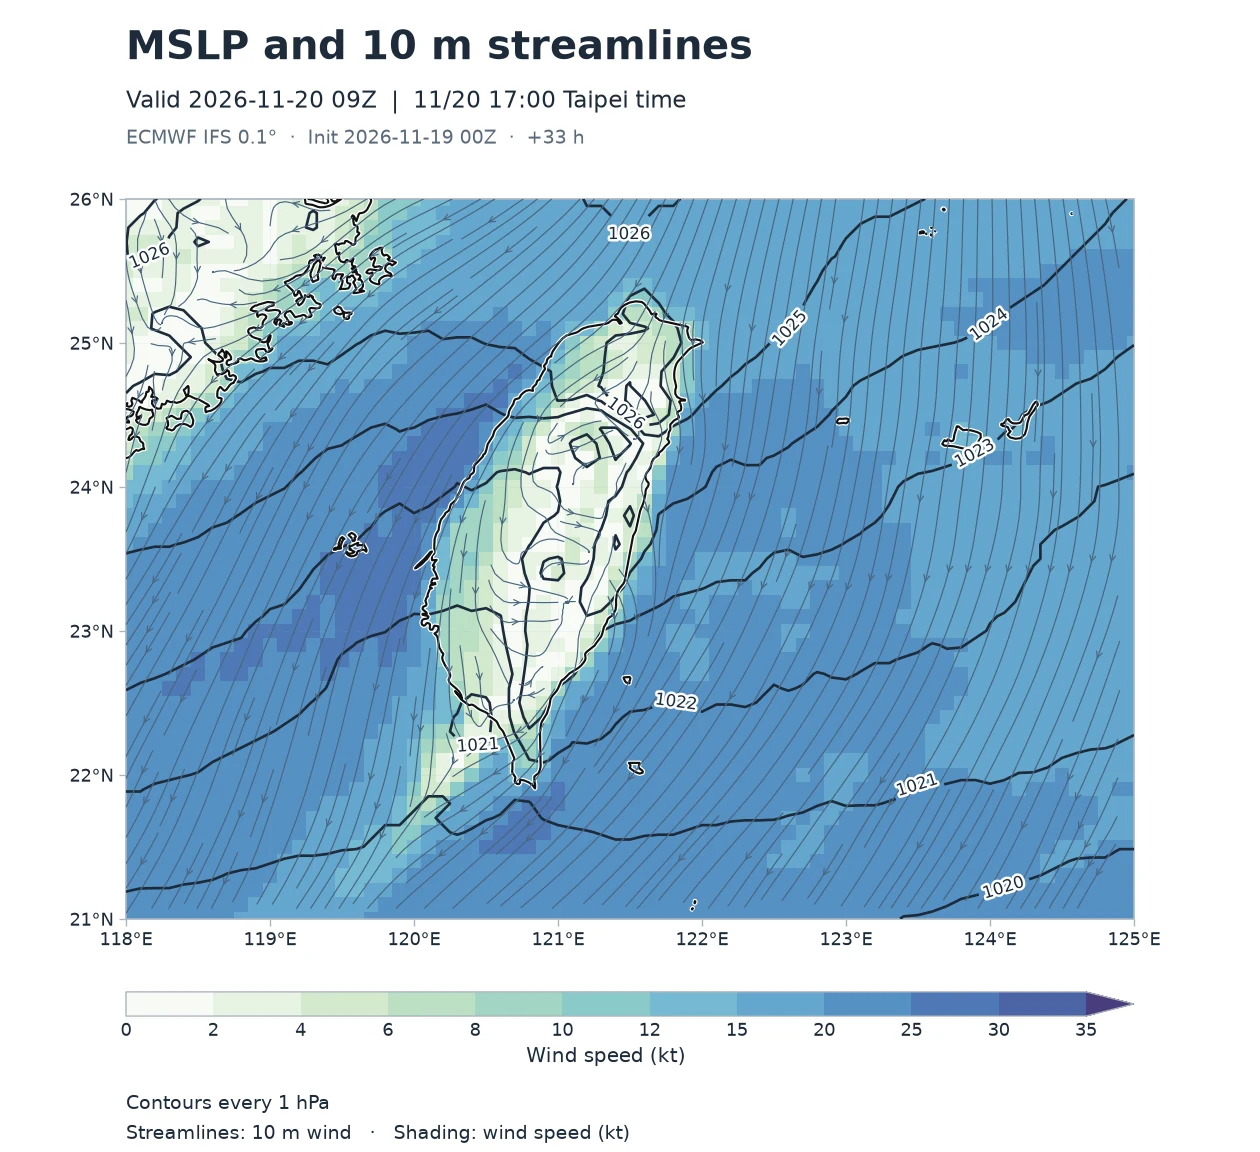 MSLP and 10 m streamlines
Valid 2026-11-20 09Z | 11/20 17:00 Taipei time
ECMWF IFS 0.1° · Init 2026-11-19 00Z · +33 h
26°N
25°N
24°N
23°N
22°N
21°N
1026
1026
1025
1024
1026
1023
1022
1021
1021
1020
118°E 119°E 120°E 121°E 122°E 123°E 124°E 125°E
0 2 4 6 8 10 12 15 20 25 30 35
Wind speed (kt)
Contours every 1 hPa
Streamlines: 10 m wind · Shading: wind speed (kt)